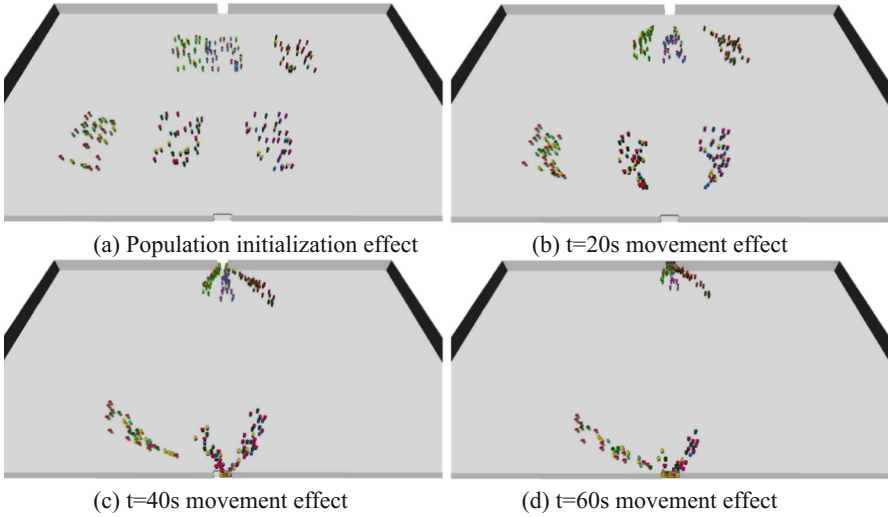 (a) Population initialization effect
(b) t=20s movement effect
(c) t=40s movement effect
(d) t=60s movement effect